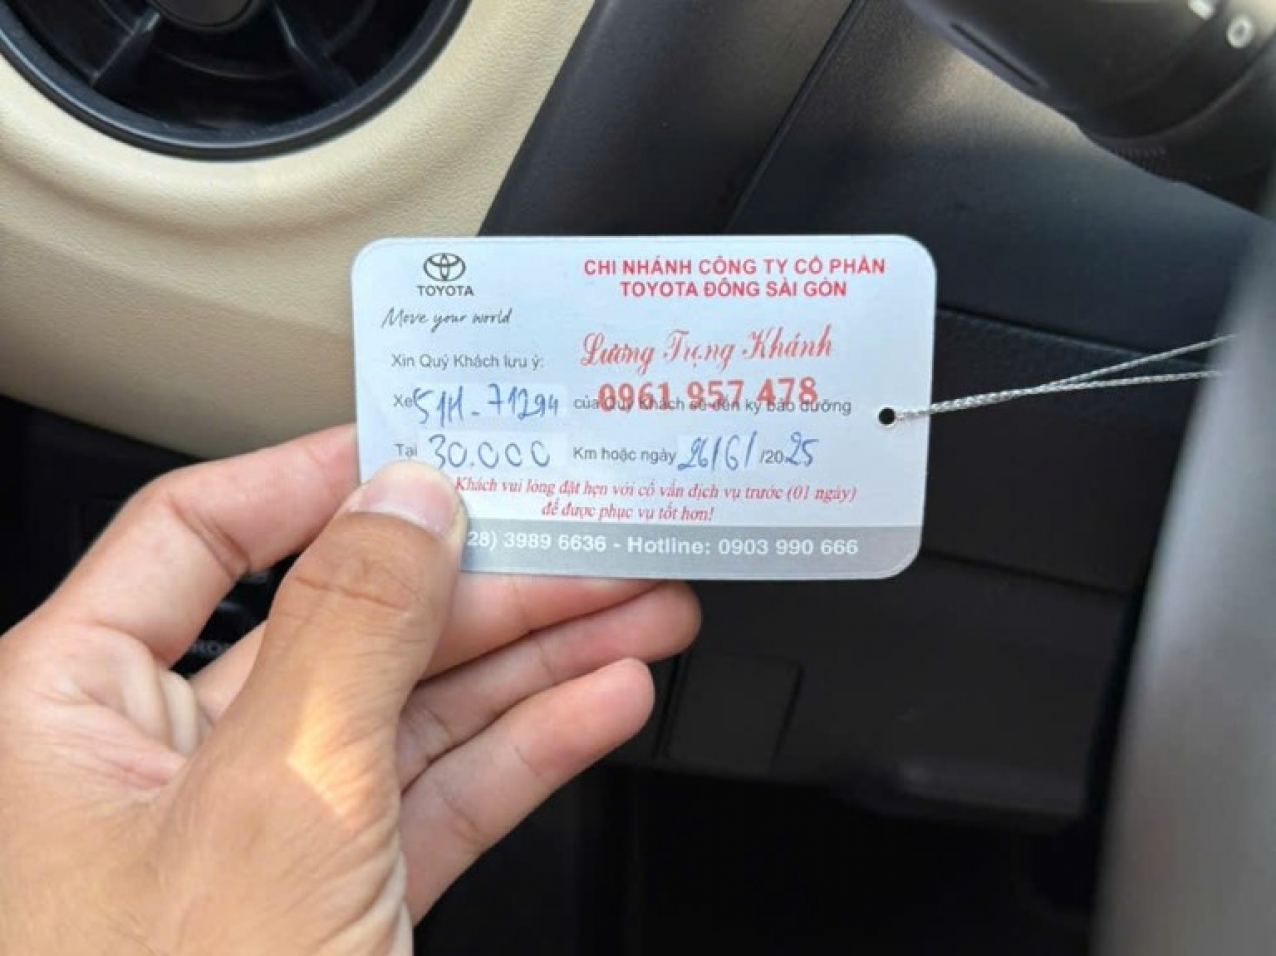 TOYOTA
Move your world
CHI NHÁNH CÔNG TY CỔ PHẦN
TOYOTA ĐÔNG SÀI GÒN
Lương Trọng Khánh
0961 957 478
Xin Quý Khách lưu ý:
Xe 51H-71294 của Quý Khách sẽ đến kỳ bảo dưỡng
Tại 30.000 Km hoặc ngày 26/6/2025
Khách vui lòng đặt hẹn với cố vấn dịch vụ trước (01 ngày)
để được phục vụ tốt hơn!
28) 3989 6636 - Hotline: 0903 990 666